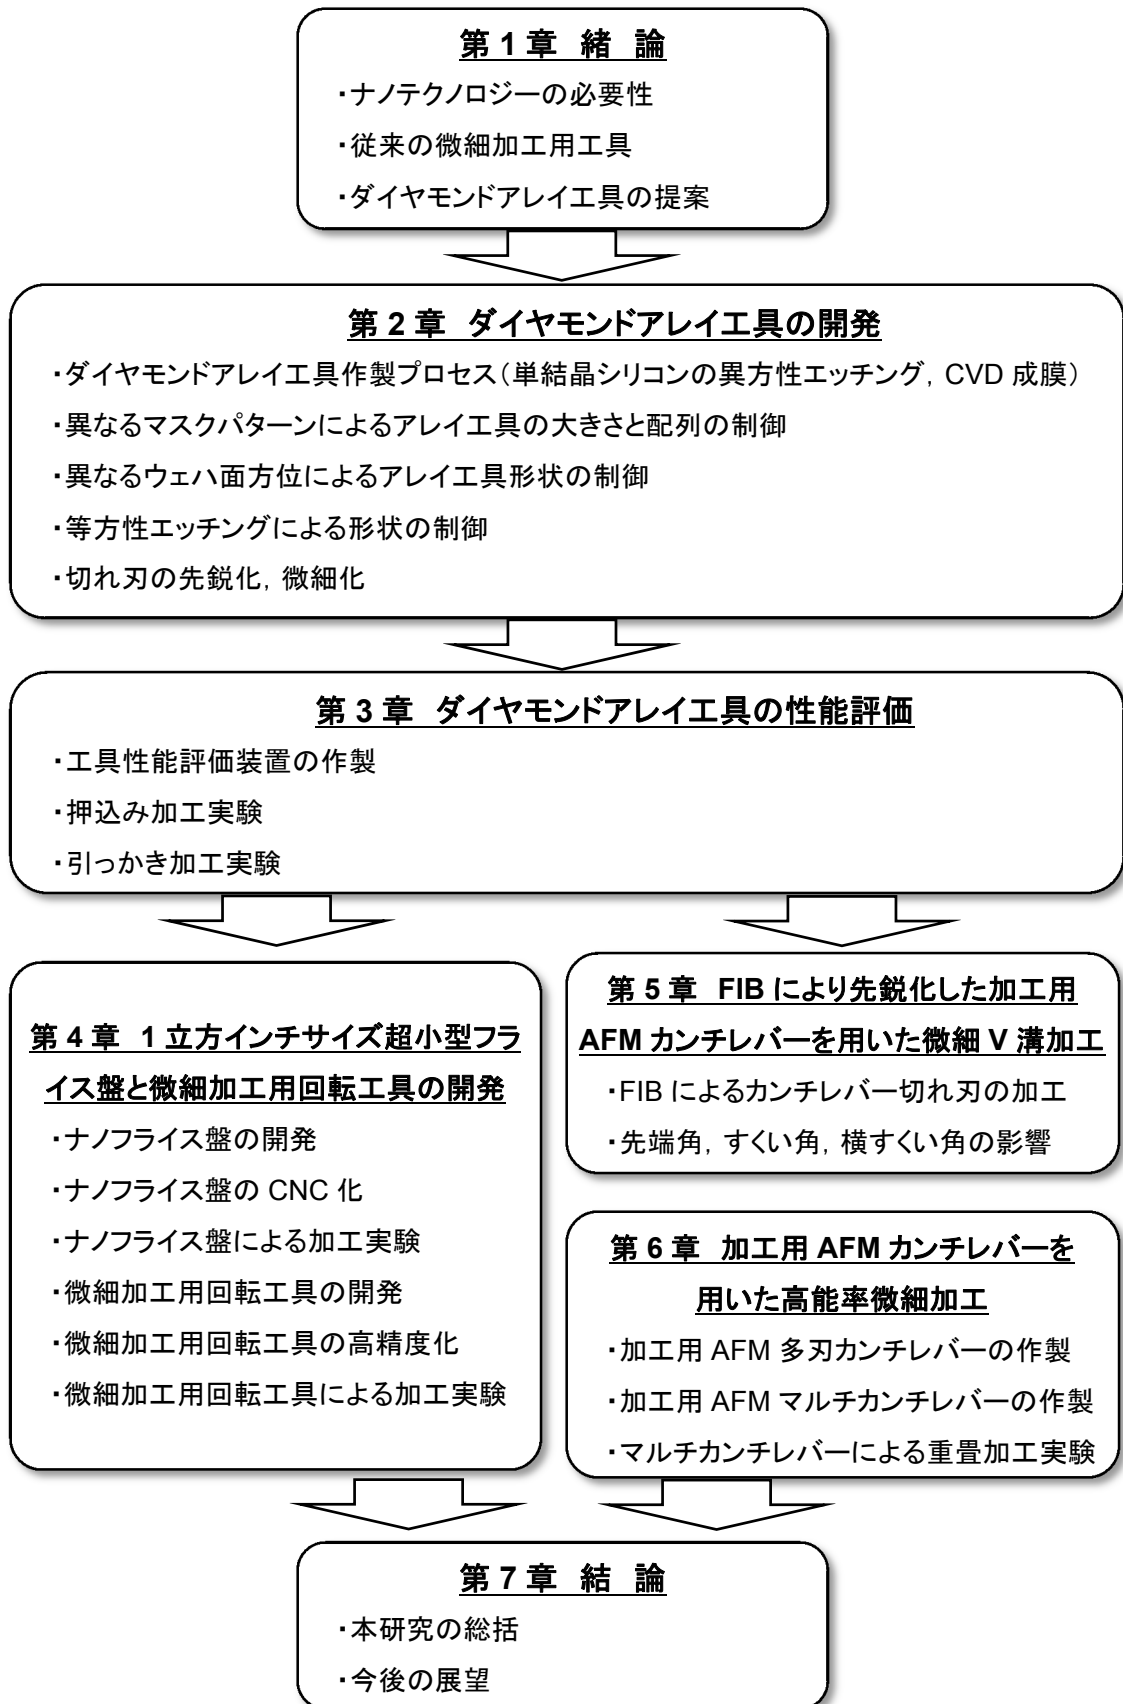 第 1 章 緒 論
・ナノテクノロジーの必要性
・従来の微細加工用工具
・ダイヤモンドアレイ工具の提案
第 2 章 ダイヤモンドアレイ工具の開発
・ダイヤモンドアレイ工具作製プロセス（単結晶シリコンの異方性エッチング，CVD 成膜）
・異なるマスクパターンによるアレイ工具の大きさと配列の制御
・異なるウェハ面方位によるアレイ工具形状の制御
・等方性エッチングによる形状の制御
・切れ刃の先鋭化，微細化
第 3 章 ダイヤモンドアレイ工具の性能評価
・工具性能評価装置の作製
・押込み加工実験
・引っかき加工実験
第 4 章 1 立方インチサイズ超小型フラ
イス盤と微細加工用回転工具の開発
・ナノフライス盤の開発
・ナノフライス盤の CNC 化
・ナノフライス盤による加工実験
・微細加工用回転工具の開発
・微細加工用回転工具の高精度化
・微細加工用回転工具による加工実験
第 5 章 FIB により先鋭化した加工用
AFM カンチレバーを用いた微細 V 溝加工
・FIB によるカンチレバー切れ刃の加工
・先端角，すくい角，横すくい角の影響
第 6 章 加工用 AFM カンチレバーを
用いた高能率微細加工
・加工用 AFM 多刃カンチレバーの作製
・加工用 AFM マルチカンチレバーの作製
・マルチカンチレバーによる重畳加工実験
第 7 章 結 論
・本研究の総括
・今後の展望